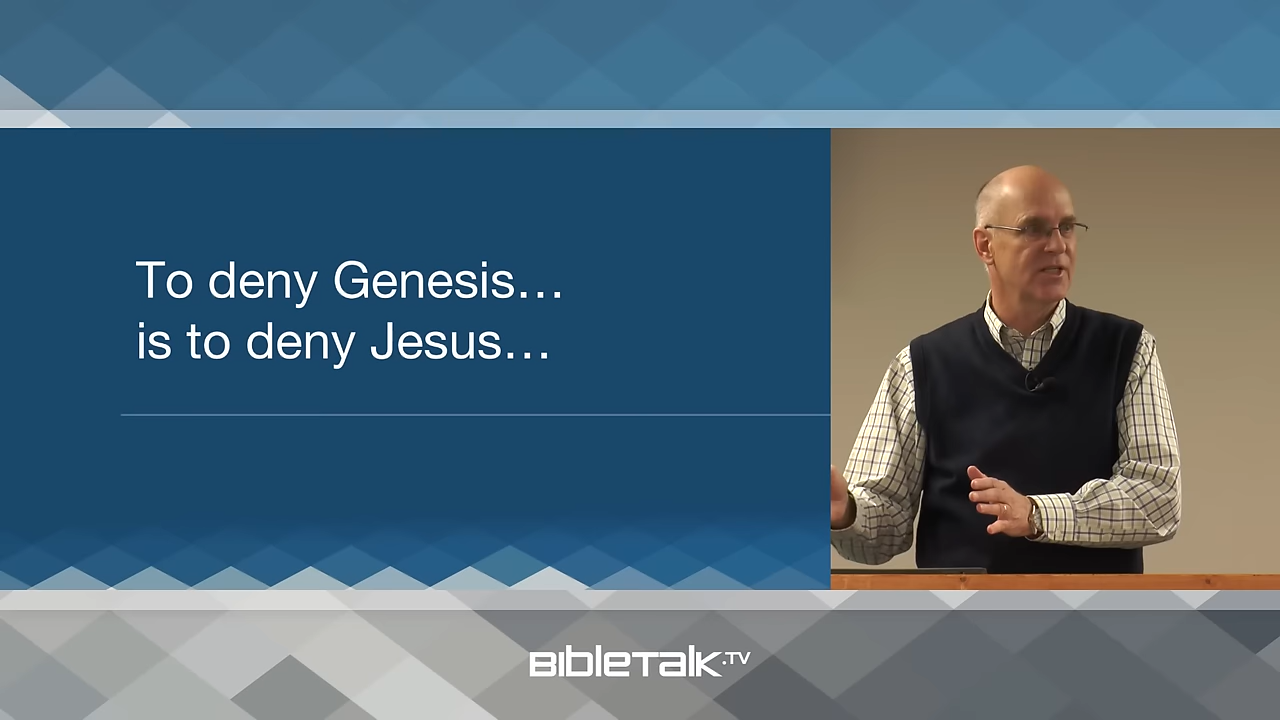 To deny Genesis…
is to deny Jesus…
BIBLETALK.TV